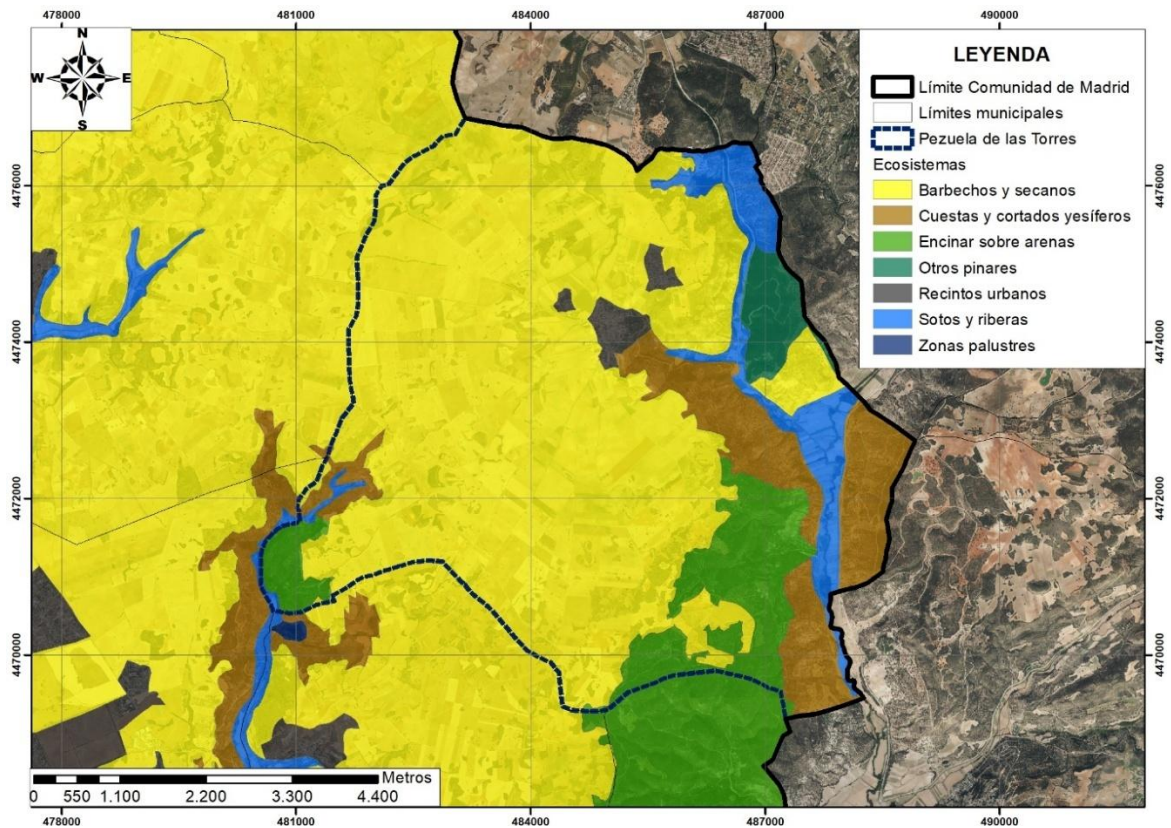 478000 481000 484000 487000 490000
N
W E
S
LEYENDA
Límite Comunidad de Madrid
Límites municipales
Pezuela de las Torres
Ecosistemas
Barbechos y secanos
Cuestas y cortados yesíferos
Encinar sobre arenas
Otros pinares
Recintos urbanos
Sotos y riberas
Zonas palustres
4476000 4476000
4474000 4474000
4472000 4472000
4470000 4470000
Metros
0 550 1.100 2.200 3.300 4.400
478000 481000 484000 487000 490000